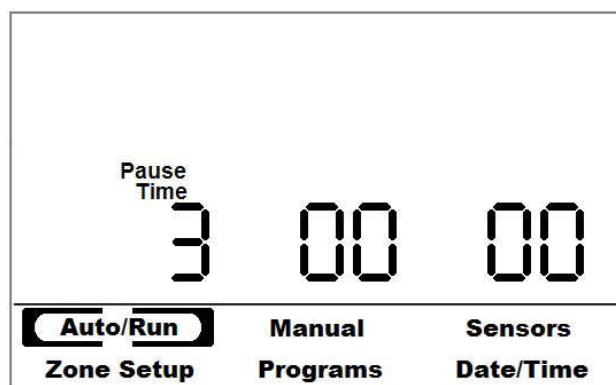 Pause
Time
3 00 00
Auto/Run Manual Sensors
Zone Setup Programs Date/Time